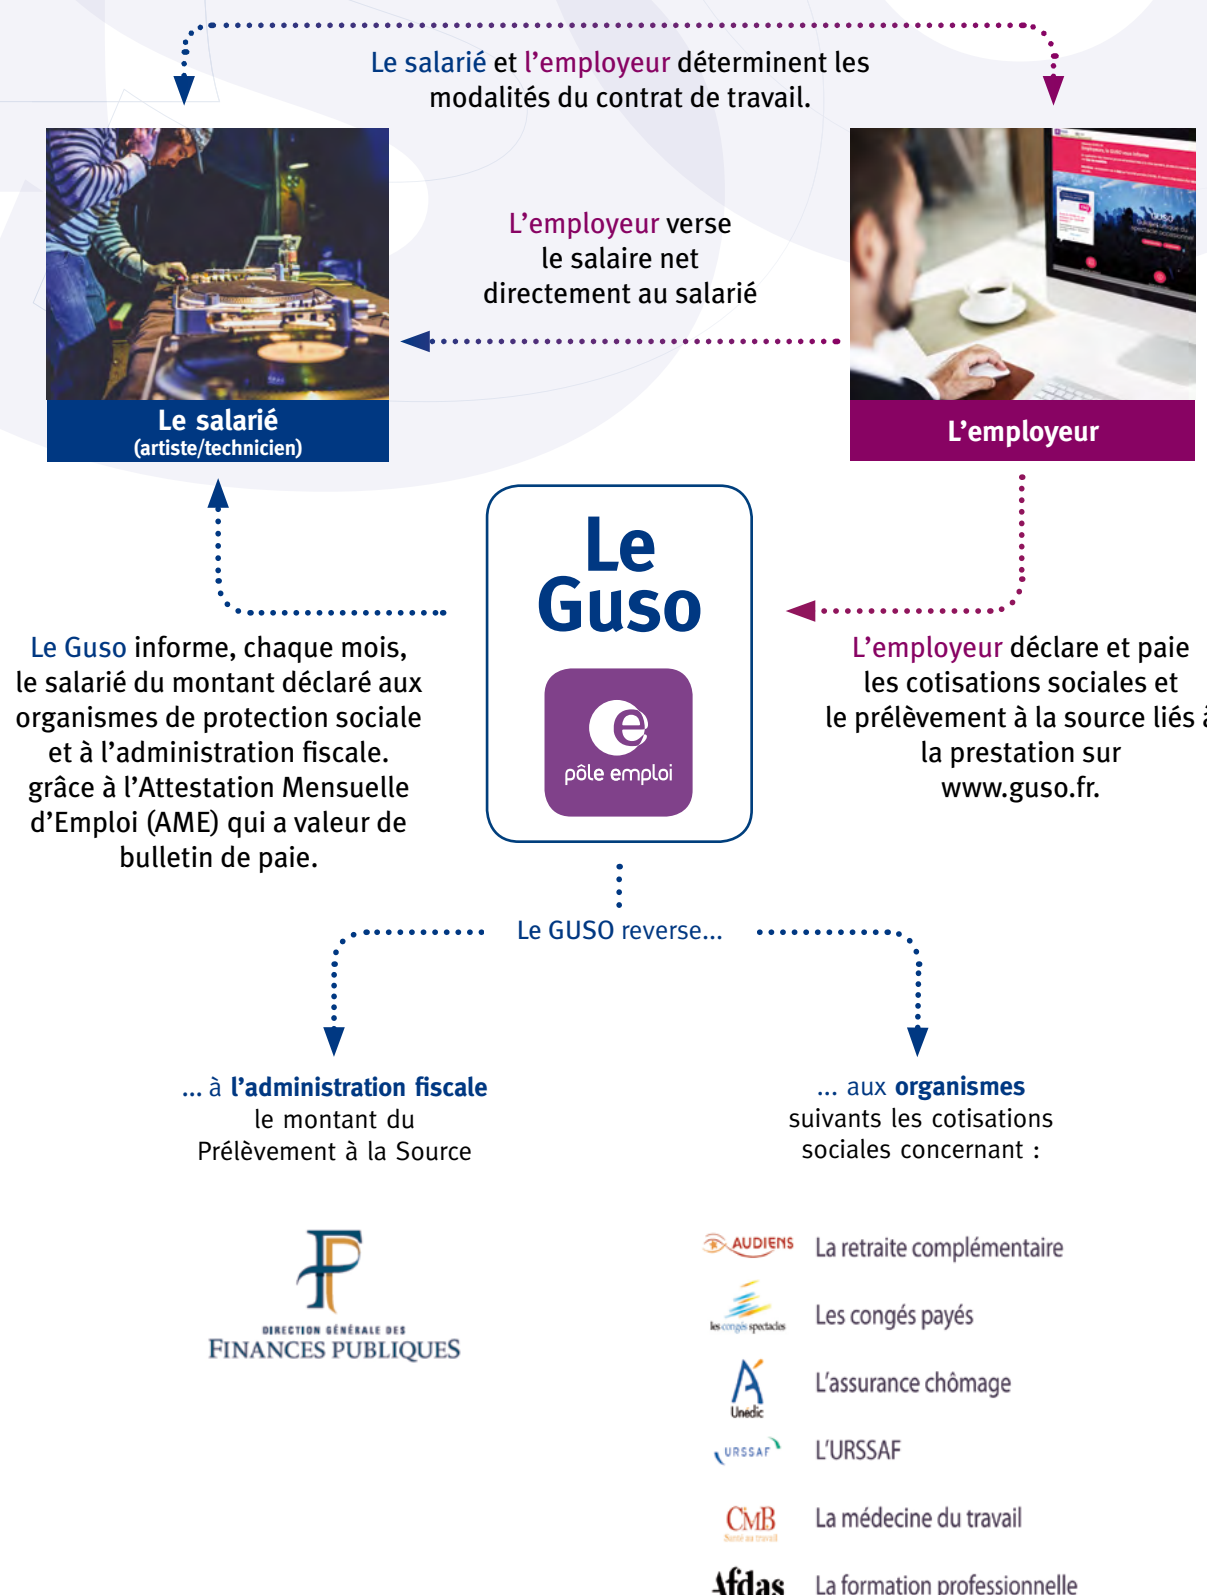 Le salarié et l'employeur déterminent les
modalités du contrat de travail.
L'employeur verse
le salaire net
directement au salarié
GUSO
Le salarié
(artiste/technicien)
L'employeur
Le
Guso
pôle emploi
Le Guso informe, chaque mois,
le salarié du montant déclaré aux
organismes de protection sociale
et à l'administration fiscale.
grâce à l'Attestation Mensuelle
d'Emploi (AME) qui a valeur de
bulletin de paie.
L'employeur déclare et paie
les cotisations sociales et
le prélèvement à la source liés à
la prestation sur
www.guso.fr.
Le GUSO reverse...
... à l'administration fiscale
le montant du
Prélèvement à la Source
... aux organismes
suivants les cotisations
sociales concernant :
DIRECTION GÉNÉRALE DES
FINANCES PUBLIQUES
AUDIENS La retraite complémentaire
les congés spectacles Les congés payés
Unédic L'assurance chômage
URSSAF L'URSSAF
CMB Santé au travail La médecine du travail
Afdas La formation professionnelle